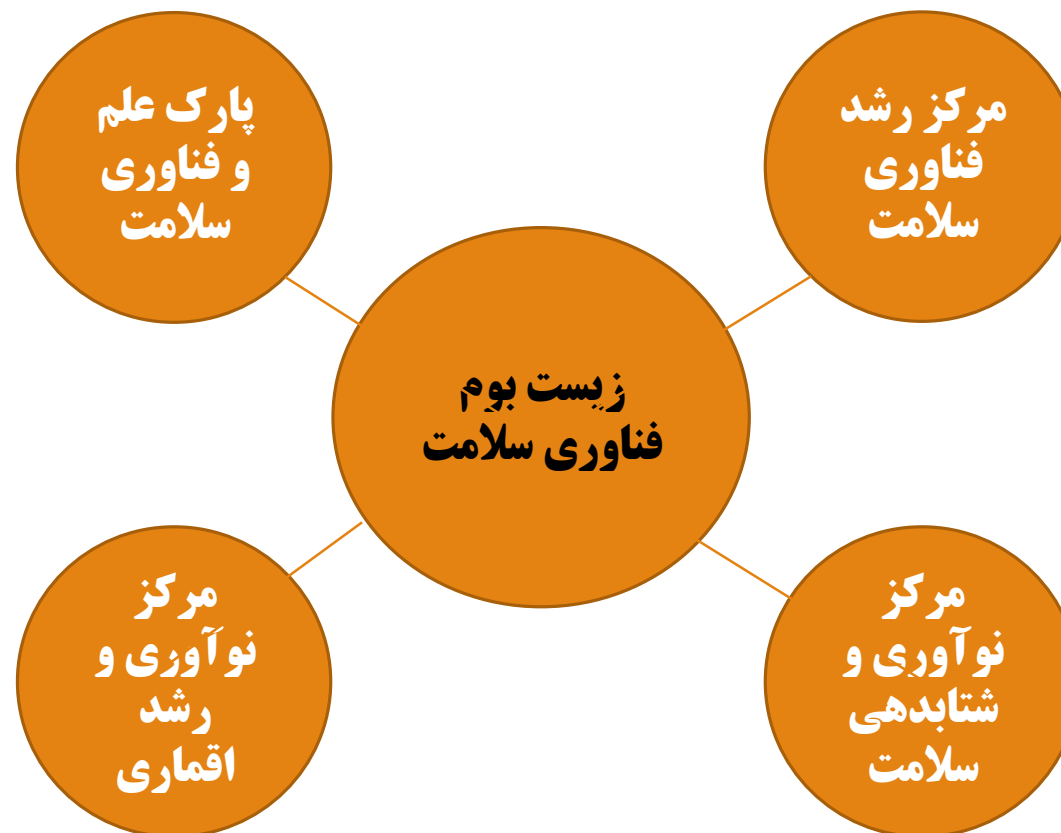 مرکز رشد
فناوری
سلامت
پارک علم
و فناوری
سلامت
زیست بوم
فناوری سلامت
مرکز
نوآوری و
شتابدهی
سلامت
مرکز
نوآوری و
رشد
اقماری